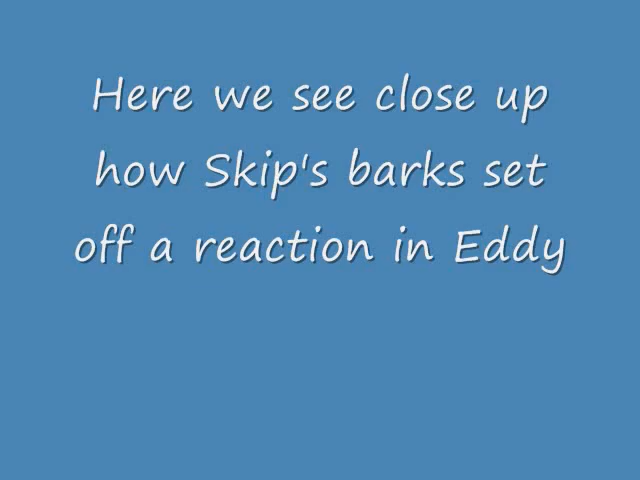 Here we see close up
how Skip's barks set
off a reaction in Eddy